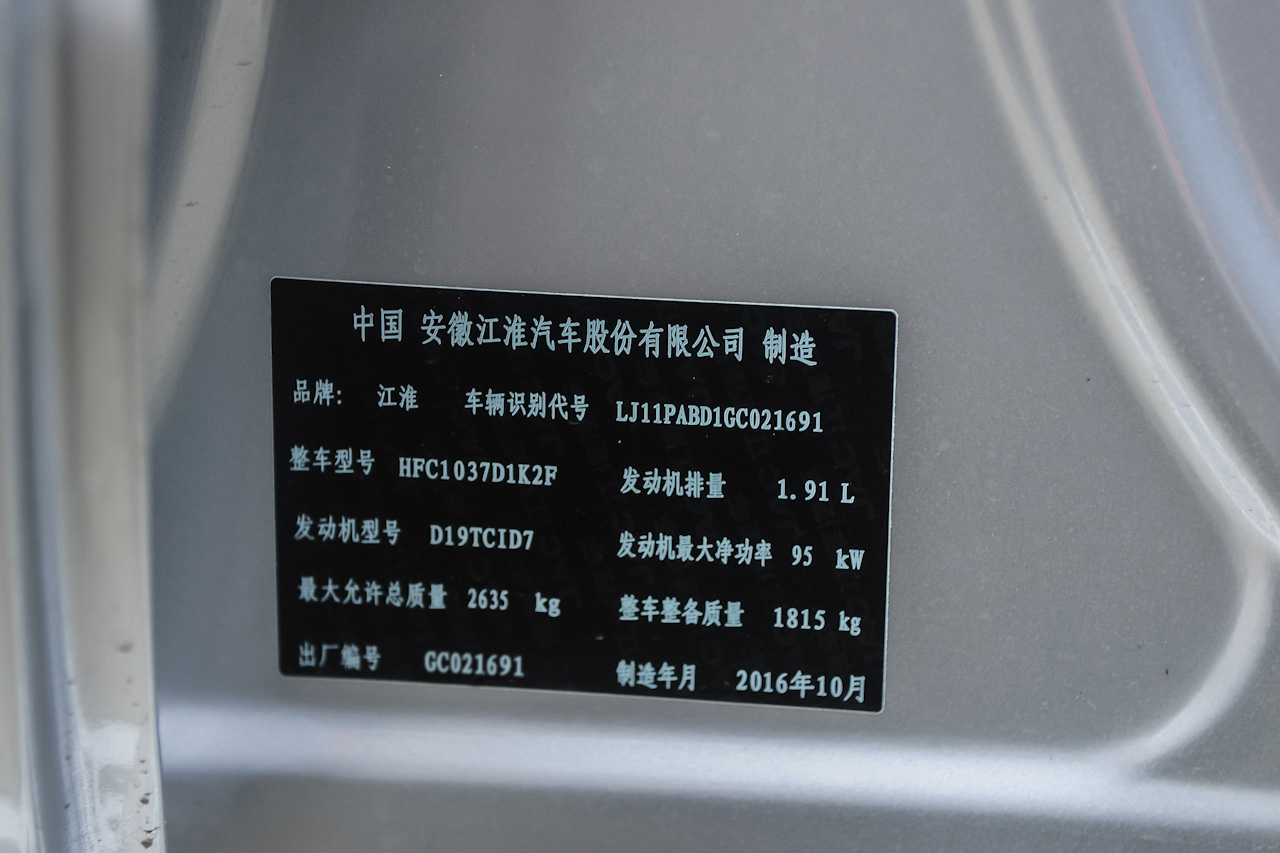 中国 安徽江淮汽车股份有限公司 制造
品牌: 江淮 车辆识别代号 LJ11PABD1GC021691
整车型号 HFC1037D1K2F 发动机排量 1.91 L
发动机型号 D19TCID7 发动机最大净功率 95 kW
最大允许总质量 2635 kg 整车整备质量 1815 kg
出厂编号 GC021691 制造年月 2016年10月